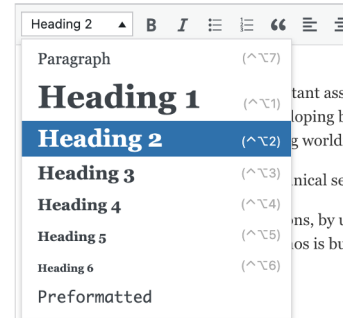 Heading 2 B I
Paragraph (^⌥7)
Heading 1 (^⌥1)
Heading 2 (^⌥2)
Heading 3 (^⌥3)
Heading 4 (^⌥4)
Heading 5 (^⌥5)
Heading 6 (^⌥6)
Preformatted
tant ass
loping b
g world
nical se
ns, by u
os is bu